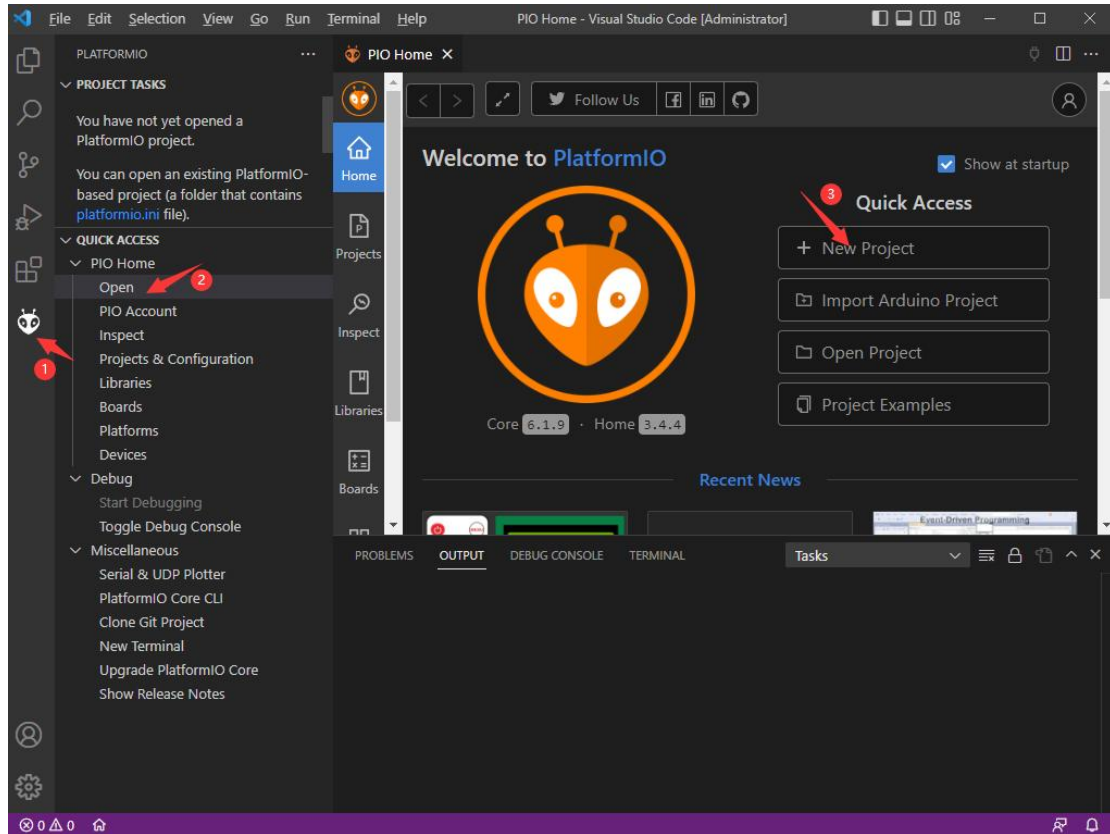 File Edit Selection View Go Run Terminal Help PIO Home - Visual Studio Code [Administrator]
PLATFORMIO
PROJECT TASKS
You have not yet opened a
PlatformIO project.
You can open an existing PlatformIO-
based project (a folder that contains
platformio.ini file).
QUICK ACCESS
PIO Home
Open
2
PIO Account
Inspect
1
Projects & Configuration
Libraries
Boards
Platforms
Devices
Debug
Start Debugging
Toggle Debug Console
Miscellaneous
Serial & UDP Plotter
PlatformIO Core CLI
Clone Git Project
New Terminal
Upgrade PlatformIO Core
Show Release Notes
PIO Home
Home
Projects
Inspect
Libraries
Boards
Follow Us
Welcome to PlatformIO
Show at startup
3
Quick Access
New Project
Import Arduino Project
Open Project
Project Examples
Core 6.1.9 · Home 3.4.4
Recent News
Event-Driven Programming
PROBLEMS OUTPUT DEBUG CONSOLE TERMINAL Tasks
0 0